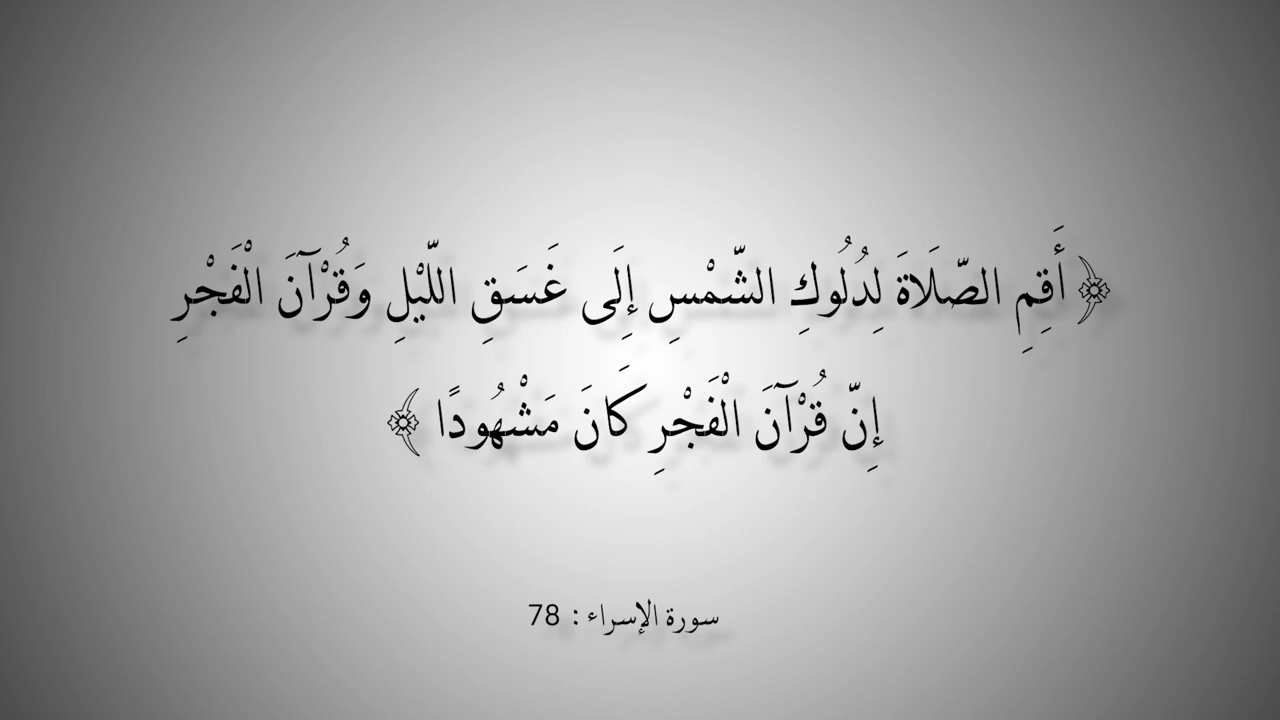 ﴿ أَقِمِ الصَّلَاةَ لِدُلُوكِ الشَّمْسِ إِلَى غَسَقِ اللَّيْلِ وَقُرْآنَ الْفَجْرِ
إِنَّ قُرْآنَ الْفَجْرِ كَانَ مَشْهُودًا ﴾
سورة الإسراء : 78